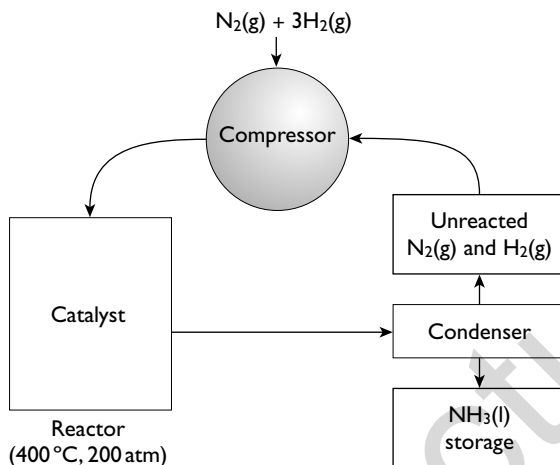 N₂(g) + 3H₂(g)
Compressor
Unreacted
N₂(g) and H₂(g)
Catalyst
Condenser
NH₃(l)
storage
Reactor
(400 °C, 200 atm)